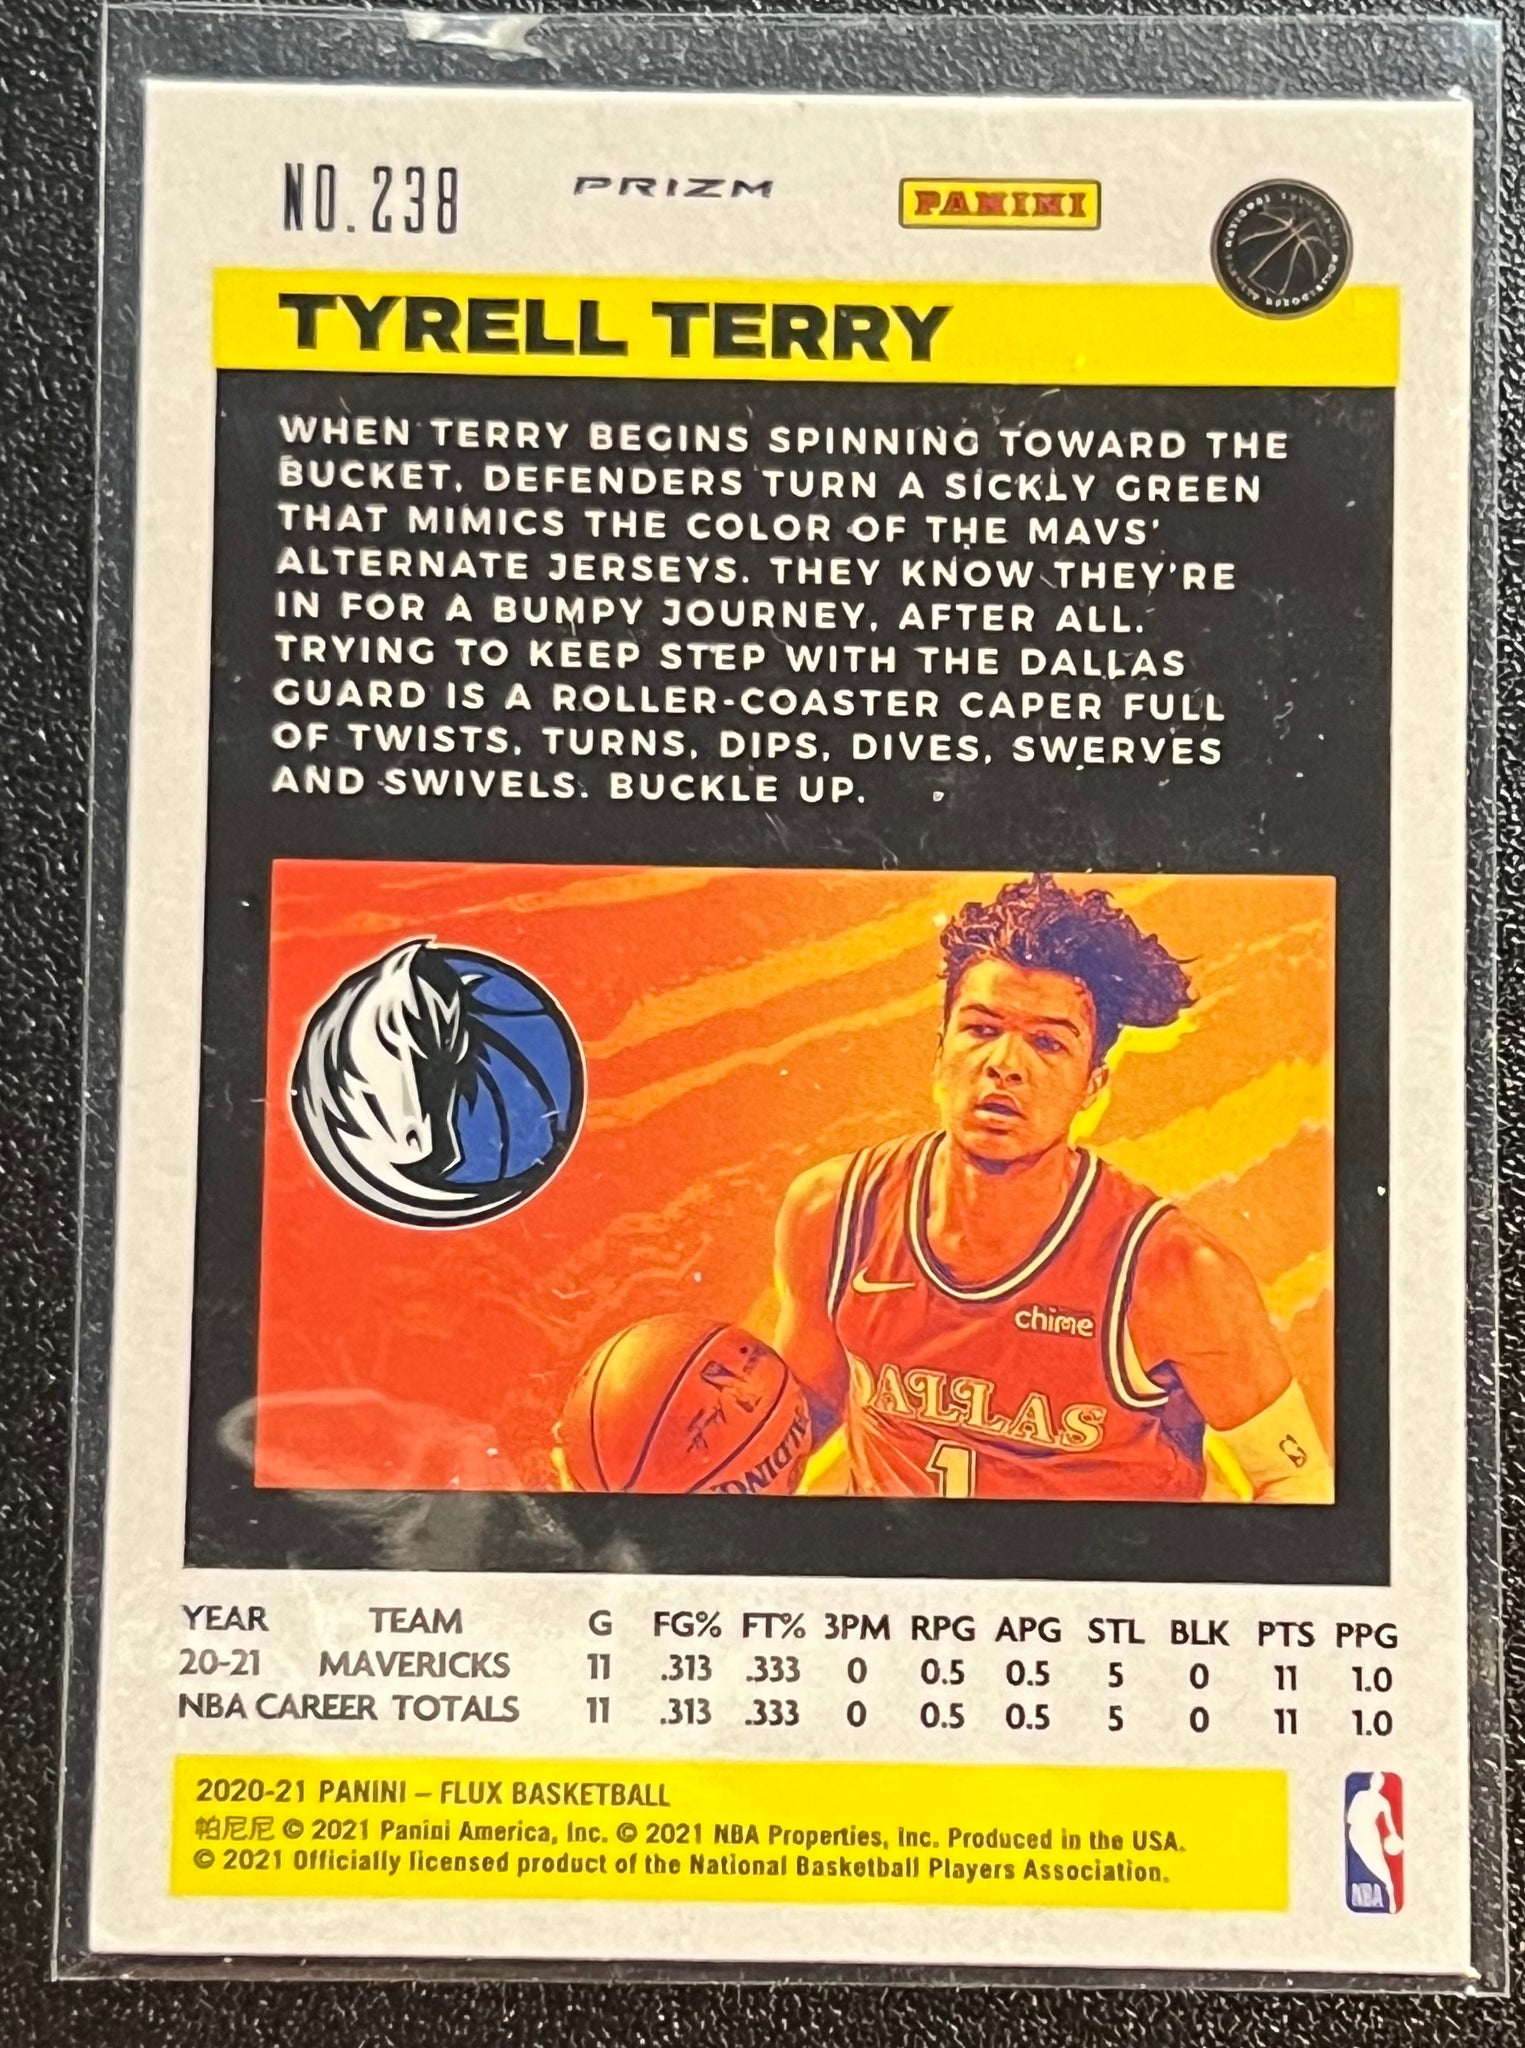 NO.238 PRIZM PANINI
TYRELL TERRY
WHEN TERRY BEGINS SPINNING TOWARD THE
BUCKET, DEFENDERS TURN A SICKLY GREEN
THAT MIMICS THE COLOR OF THE MAVS'
ALTERNATE JERSEYS. THEY KNOW THEY'RE
IN FOR A BUMPY JOURNEY, AFTER ALL.
TRYING TO KEEP STEP WITH THE DALLAS
GUARD IS A ROLLER-COASTER CAPER FULL
OF TWISTS, TURNS, DIPS, DIVES, SWERVES
AND SWIVELS. BUCKLE UP.
chime
DALLAS
1
YEAR TEAM G FG% FT% 3PM RPG APG STL BLK PTS PPG
20-21 MAVERICKS 11 .313 .333 0 0.5 0.5 5 0 11 1.0
NBA CAREER TOTALS 11 .313 .333 0 0.5 0.5 5 0 11 1.0
2020-21 PANINI – FLUX BASKETBALL
帕尼尼 © 2021 Panini America, Inc. © 2021 NBA Properties, Inc. Produced in the USA.
© 2021 Officially licensed product of the National Basketball Players Association.
NBA